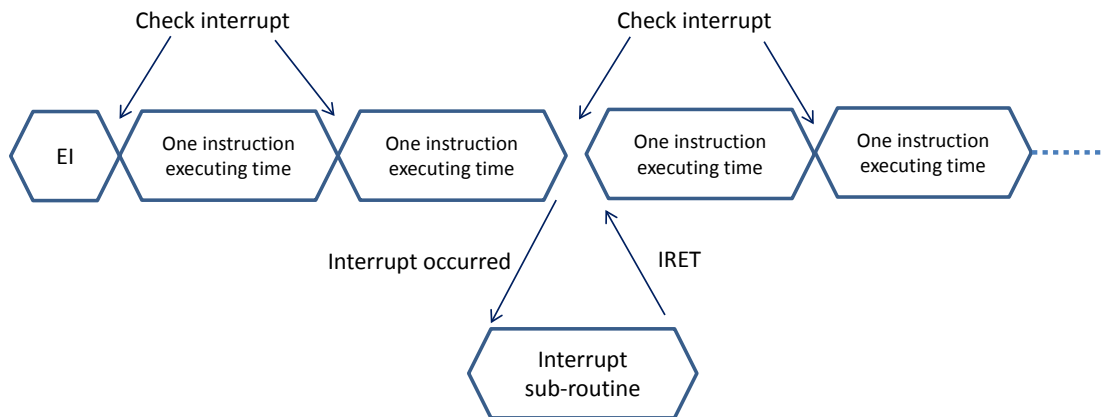 Check interrupt
Check interrupt
EI
One instruction
executing time
One instruction
executing time
One instruction
executing time
One instruction
executing time
Interrupt occurred
IRET
Interrupt
sub-routine